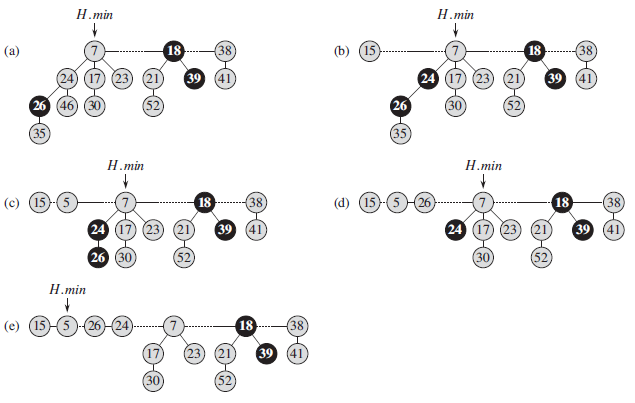 H.min H.min
(a) 7 18 38 (b) 15 7 18 38
24 17 23 21 39 41 24 17 23 21 39 41
26 46 30 52 26 30 52
35 35
H.min H.min
(c) 15 5 7 18 38 (d) 15 5 26 7 18 38
24 17 23 21 39 41 24 17 23 21 39 41
26 30 52 30 52
H.min
(e) 15 5 26 24 7 18 38
17 23 21 39 41
30 52